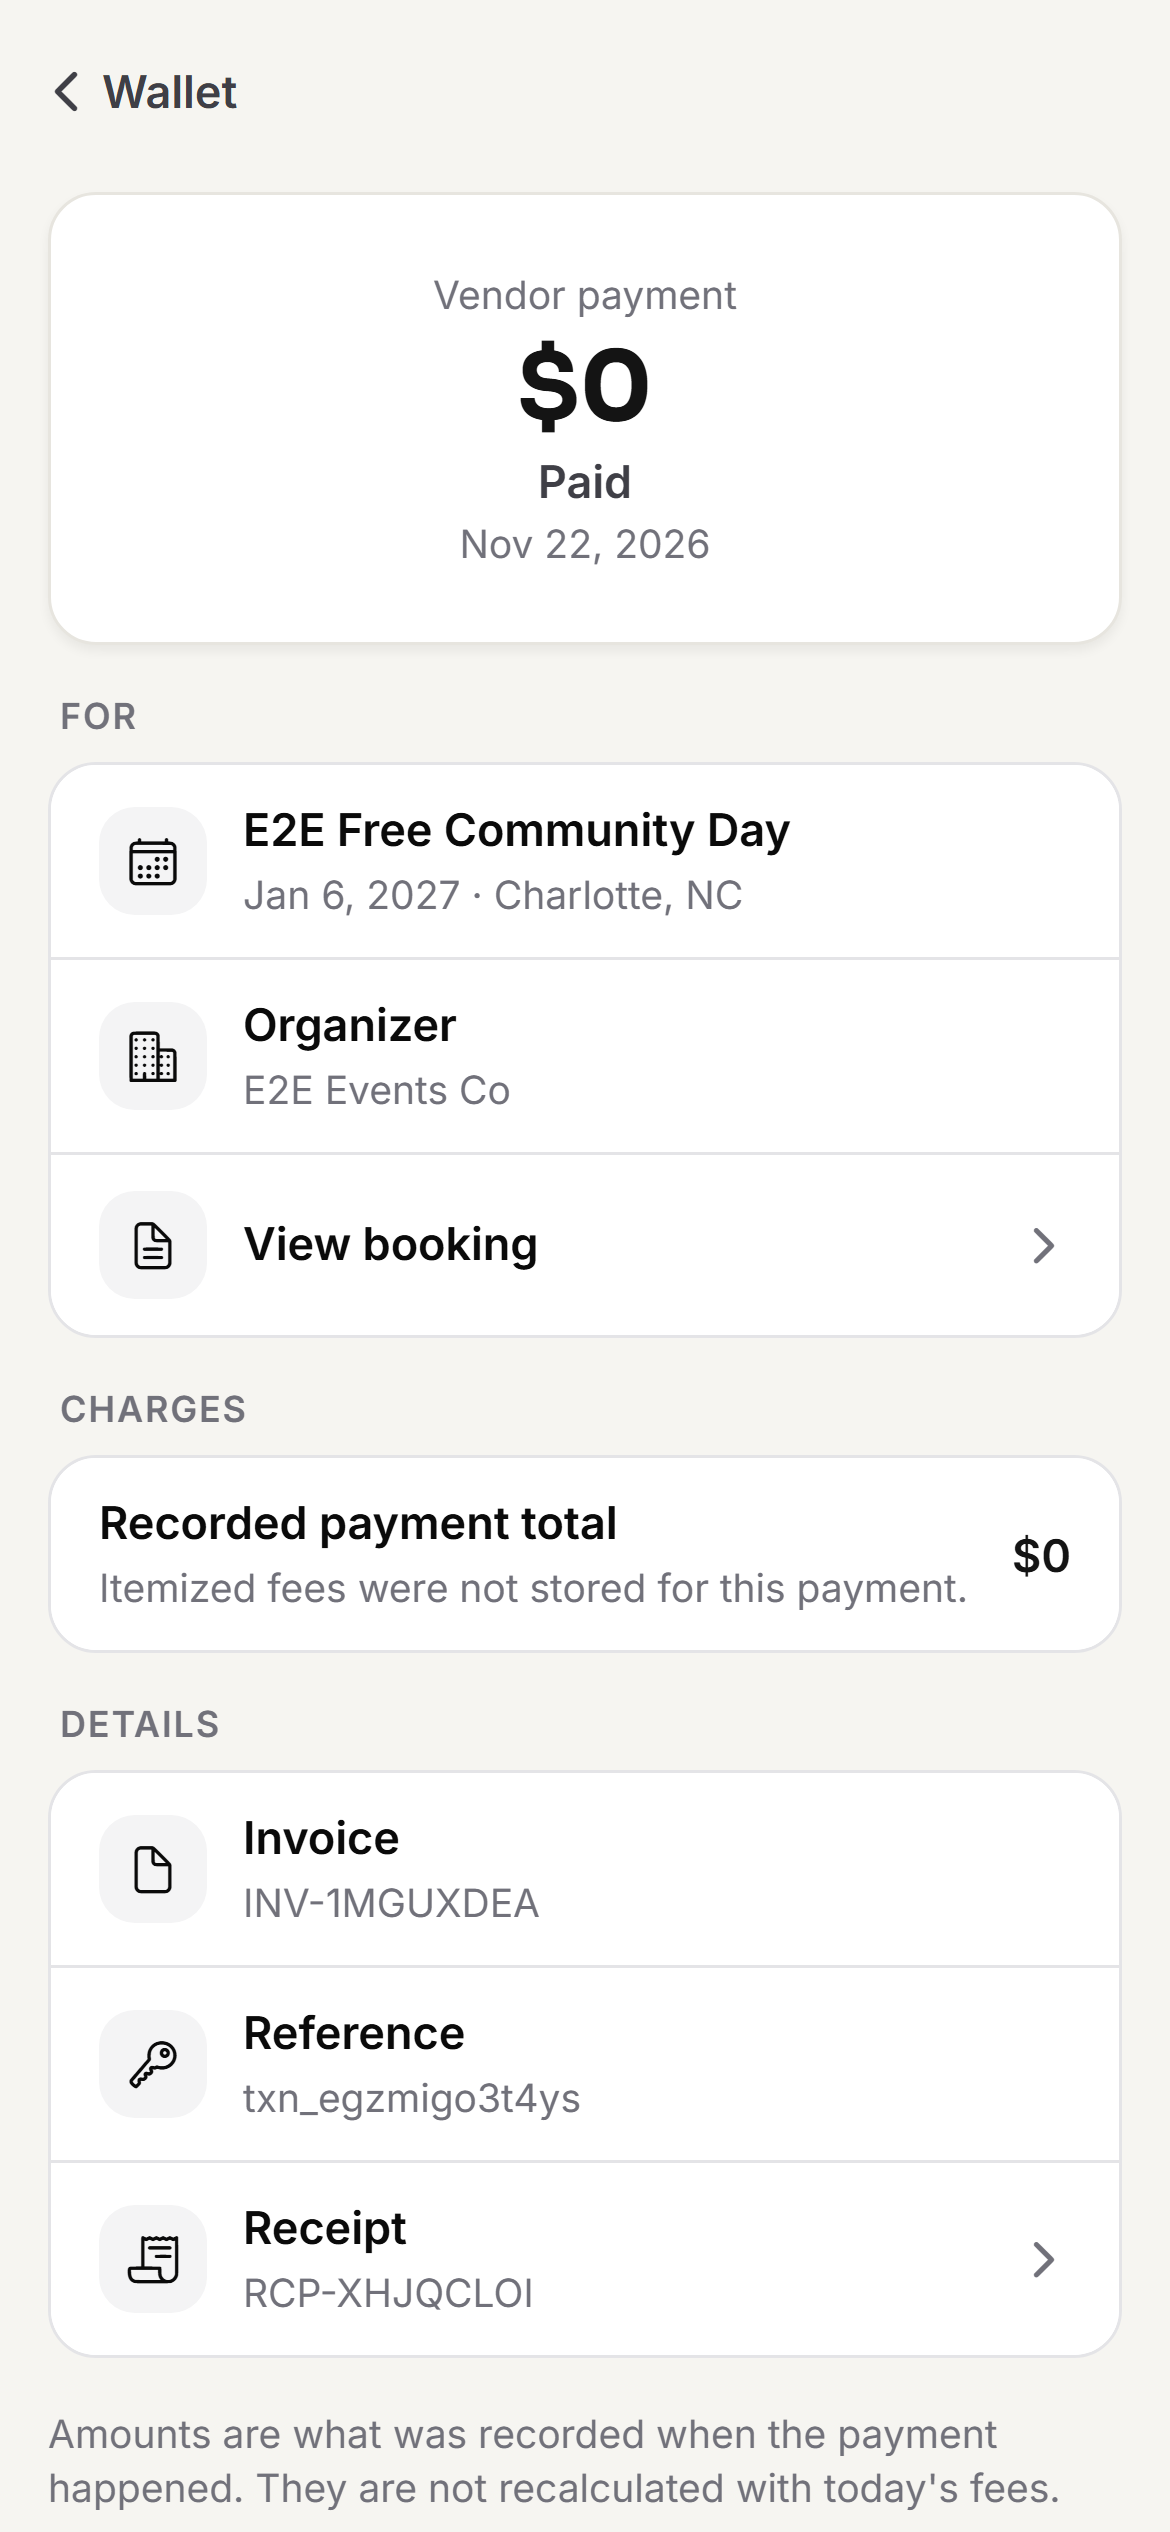 Wallet
Vendor payment
$0
Paid
Nov 22, 2026
FOR
E2E Free Community Day
Jan 6, 2027 · Charlotte, NC
Organizer
E2E Events Co
View booking
CHARGES
Recorded payment total
Itemized fees were not stored for this payment.
$0
DETAILS
Invoice
INV-1MGUXDEA
Reference
txn_egzmigo3t4ys
Receipt
RCP-XHJQCLOI
Amounts are what was recorded when the payment
happened. They are not recalculated with today's fees.